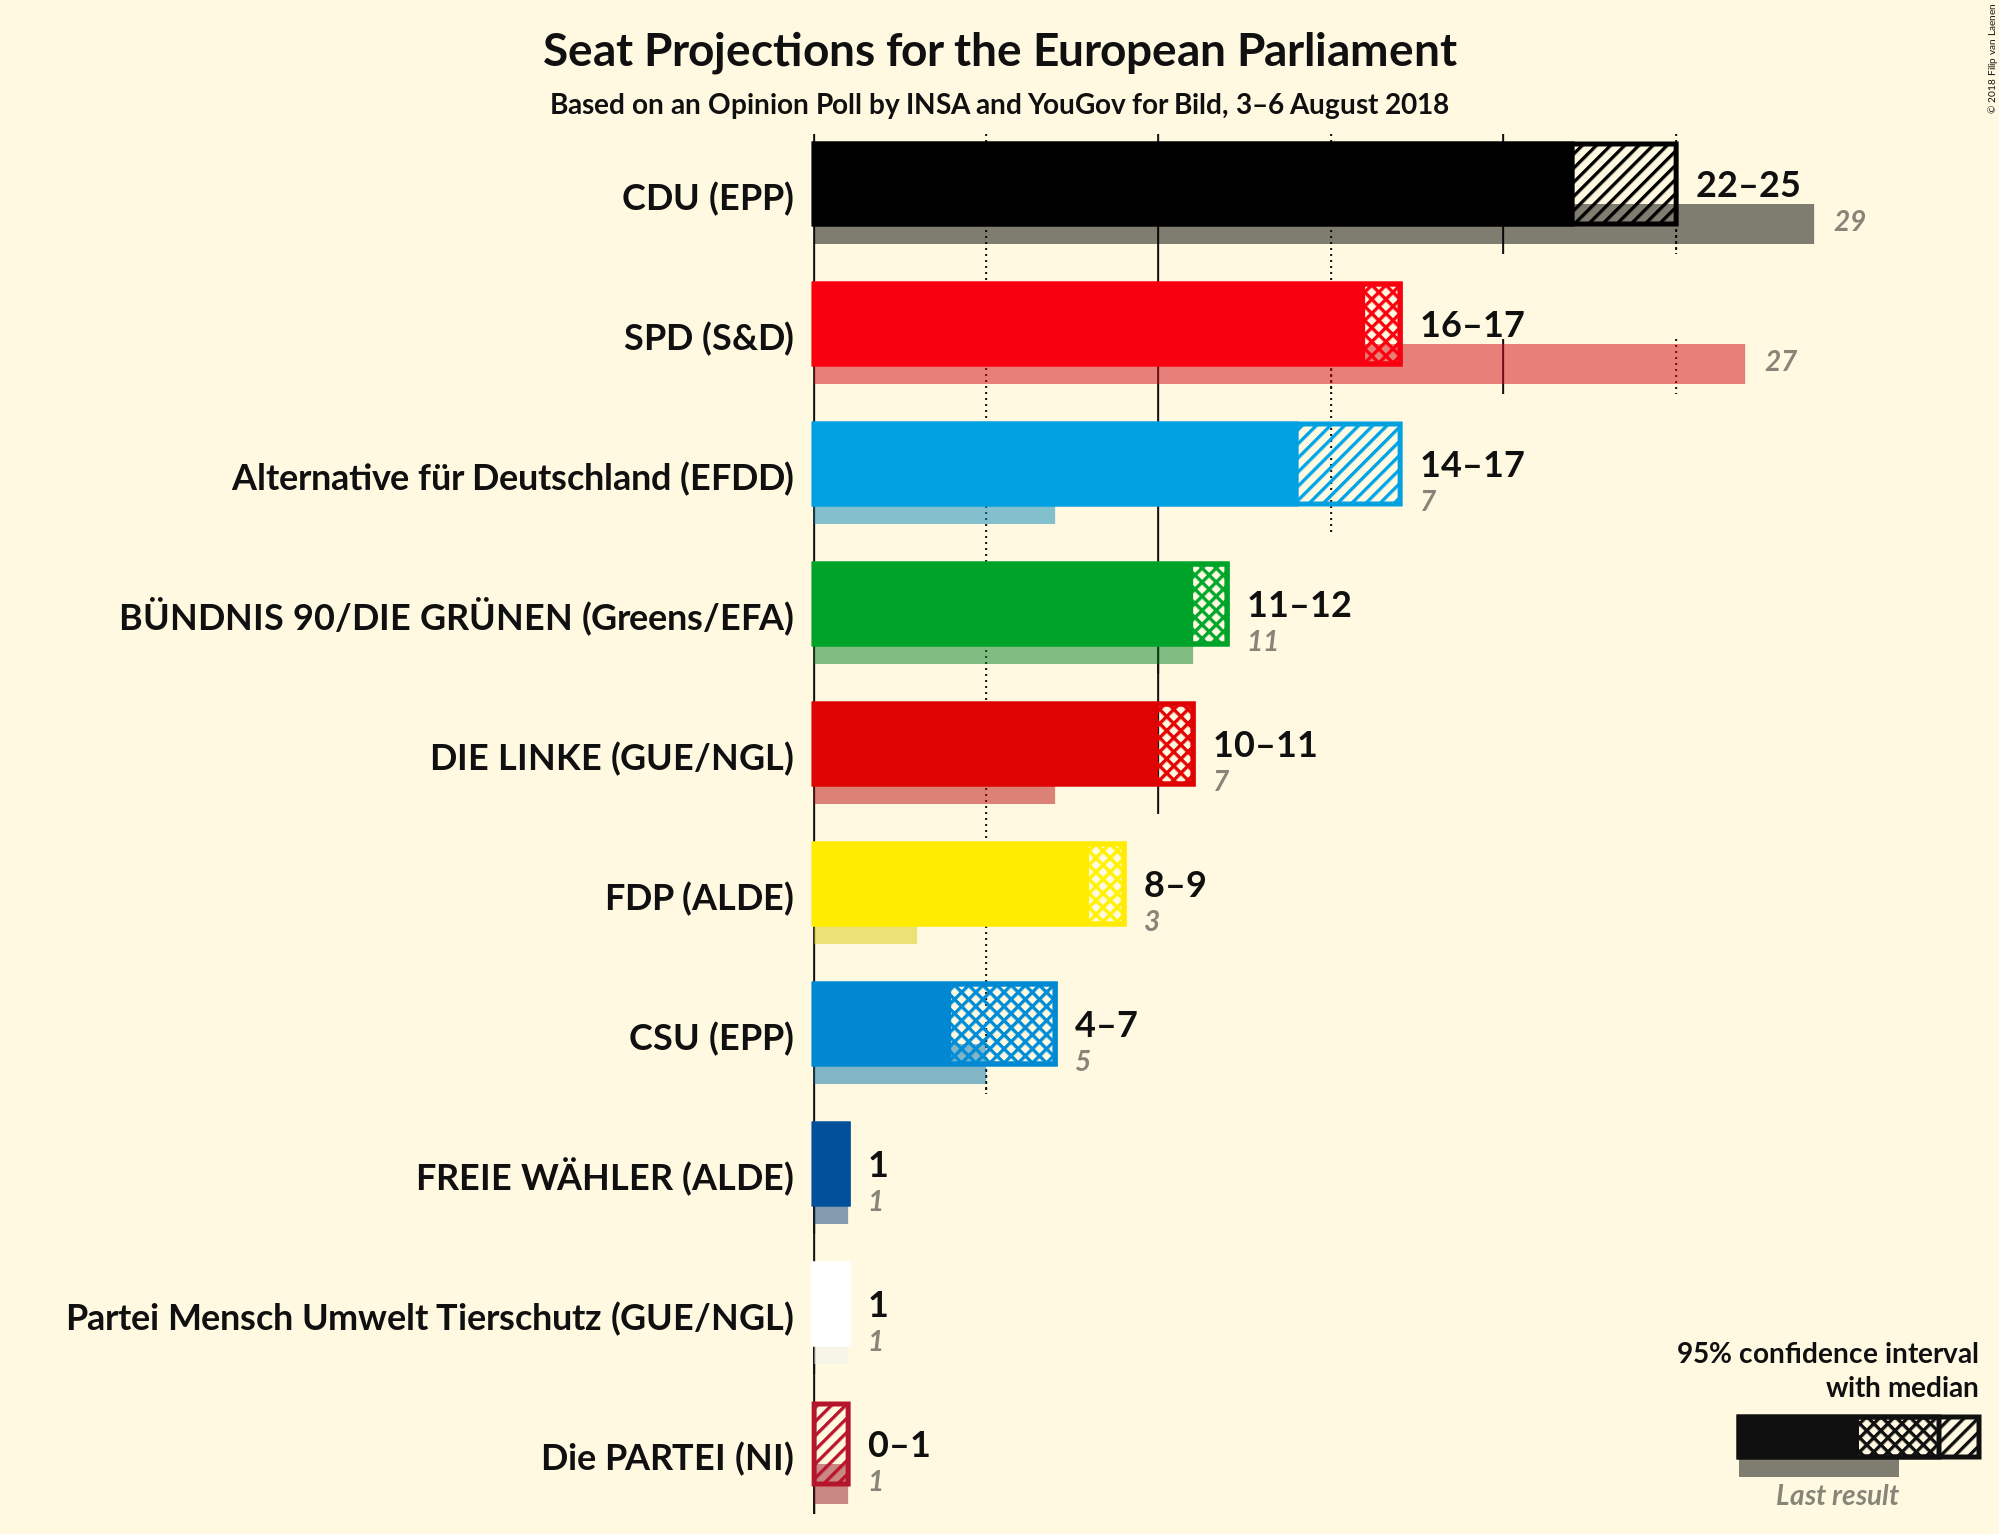 Seat Projections for the European Parliament
Based on an Opinion Poll by INSA and YouGov for Bild, 3–6 August 2018
© 2018 Filip van Laenen
CDU (EPP)
22–25
29
SPD (S&D)
16–17
27
Alternative für Deutschland (EFDD)
14–17
7
BÜNDNIS 90/DIE GRÜNEN (Greens/EFA)
11–12
11
DIE LINKE (GUE/NGL)
10–11
7
FDP (ALDE)
8–9
3
CSU (EPP)
4–7
5
FREIE WÄHLER (ALDE)
1
1
Partei Mensch Umwelt Tierschutz (GUE/NGL)
1
1
Die PARTEI (NI)
0–1
1
95% confidence interval
with median
Last result